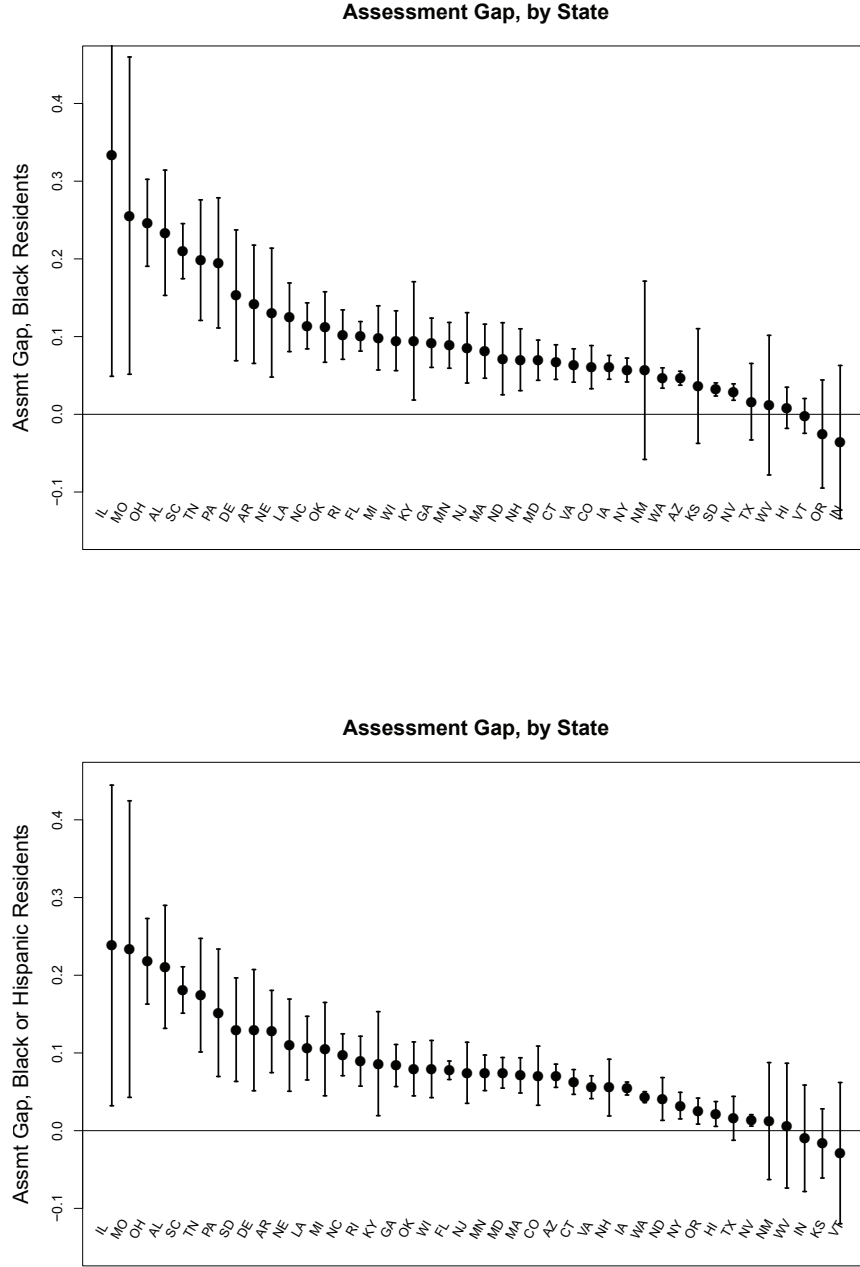 Assessment Gap, by State
Assmt Gap, Black Residents
0.4
0.3
0.2
0.1
0.0
−0.1
IL MO OH AL SC TN PA DE AR NE LA NC OK RI FL MI WI KY GA MN NJ MA ND NH MD CT VA CO IA NY NM WA AZ KS SD NV TX WV HI VT OR IN
Assessment Gap, by State
Assmt Gap, Black or Hispanic Residents
0.4
0.3
0.2
0.1
0.0
−0.1
IL MO OH AL SC TN PA SD DE AR NE LA MI NC RI KY GA OK WI FL NJ MN MD MA CO AZ CT VA NH IA WA ND NY OR HI TX NV NM WV IN KS VT